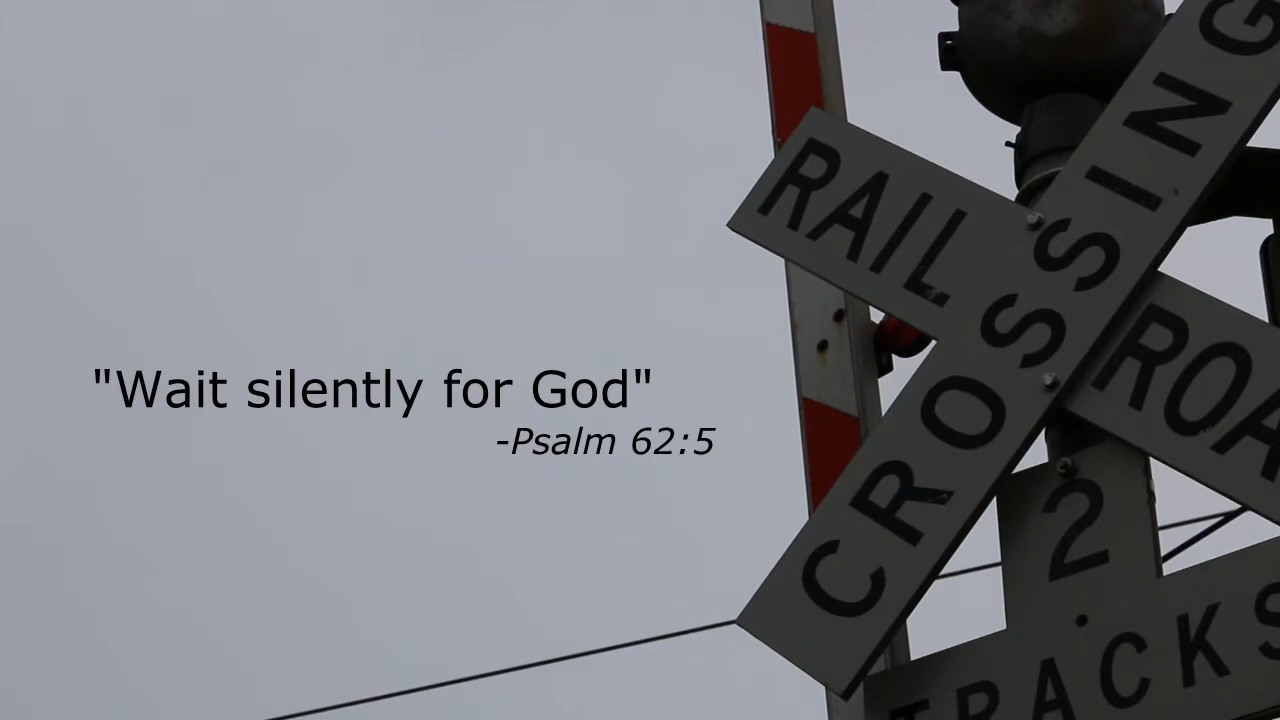 "Wait silently for God"
-Psalm 62:5
RAIL ROA
CROSSING
2
TRACKS